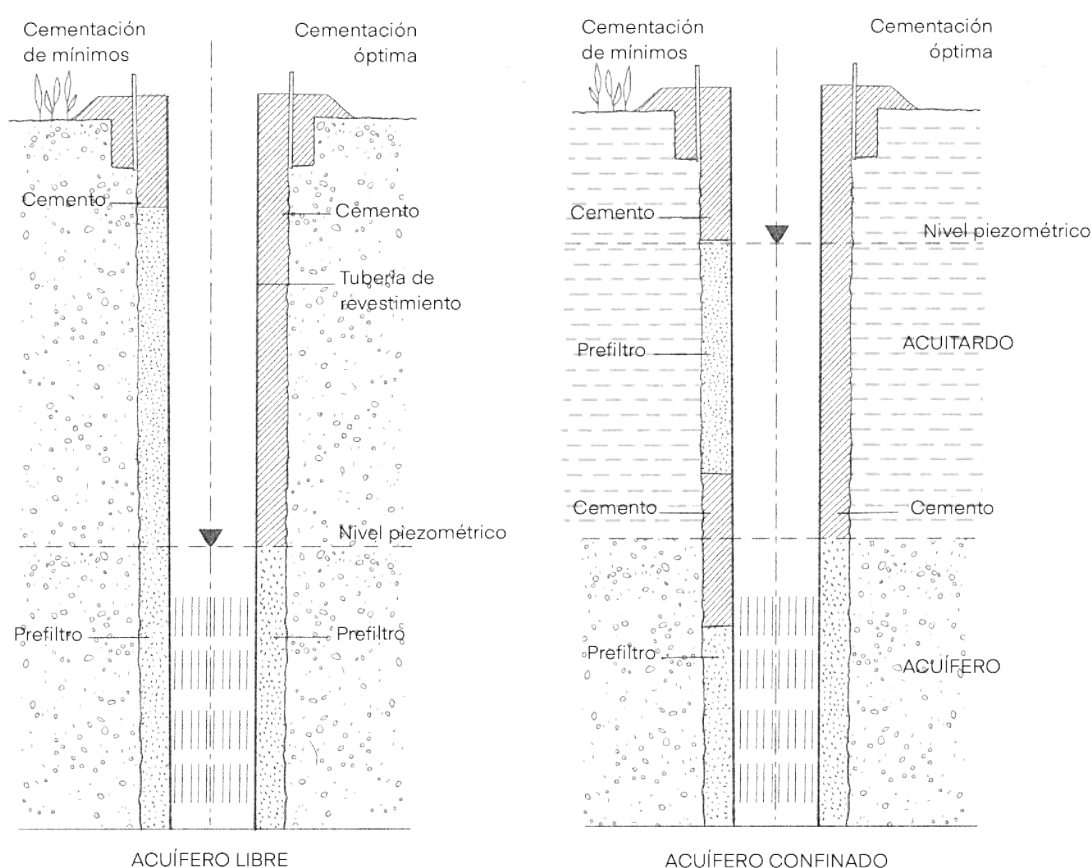 Cementación
de mínimos
Cementación
óptima
Cemento
Cemento
Tubería de
revestimiento
Nivel piezométrico
Prefiltro
Prefiltro
ACUÍFERO LIBRE
Cementación
de mínimos
Cementación
óptima
Cemento
Nivel piezométrico
Prefiltro
ACUITARDO
Cemento
Cemento
Prefiltro
ACUÍFERO
ACUÍFERO CONFINADO